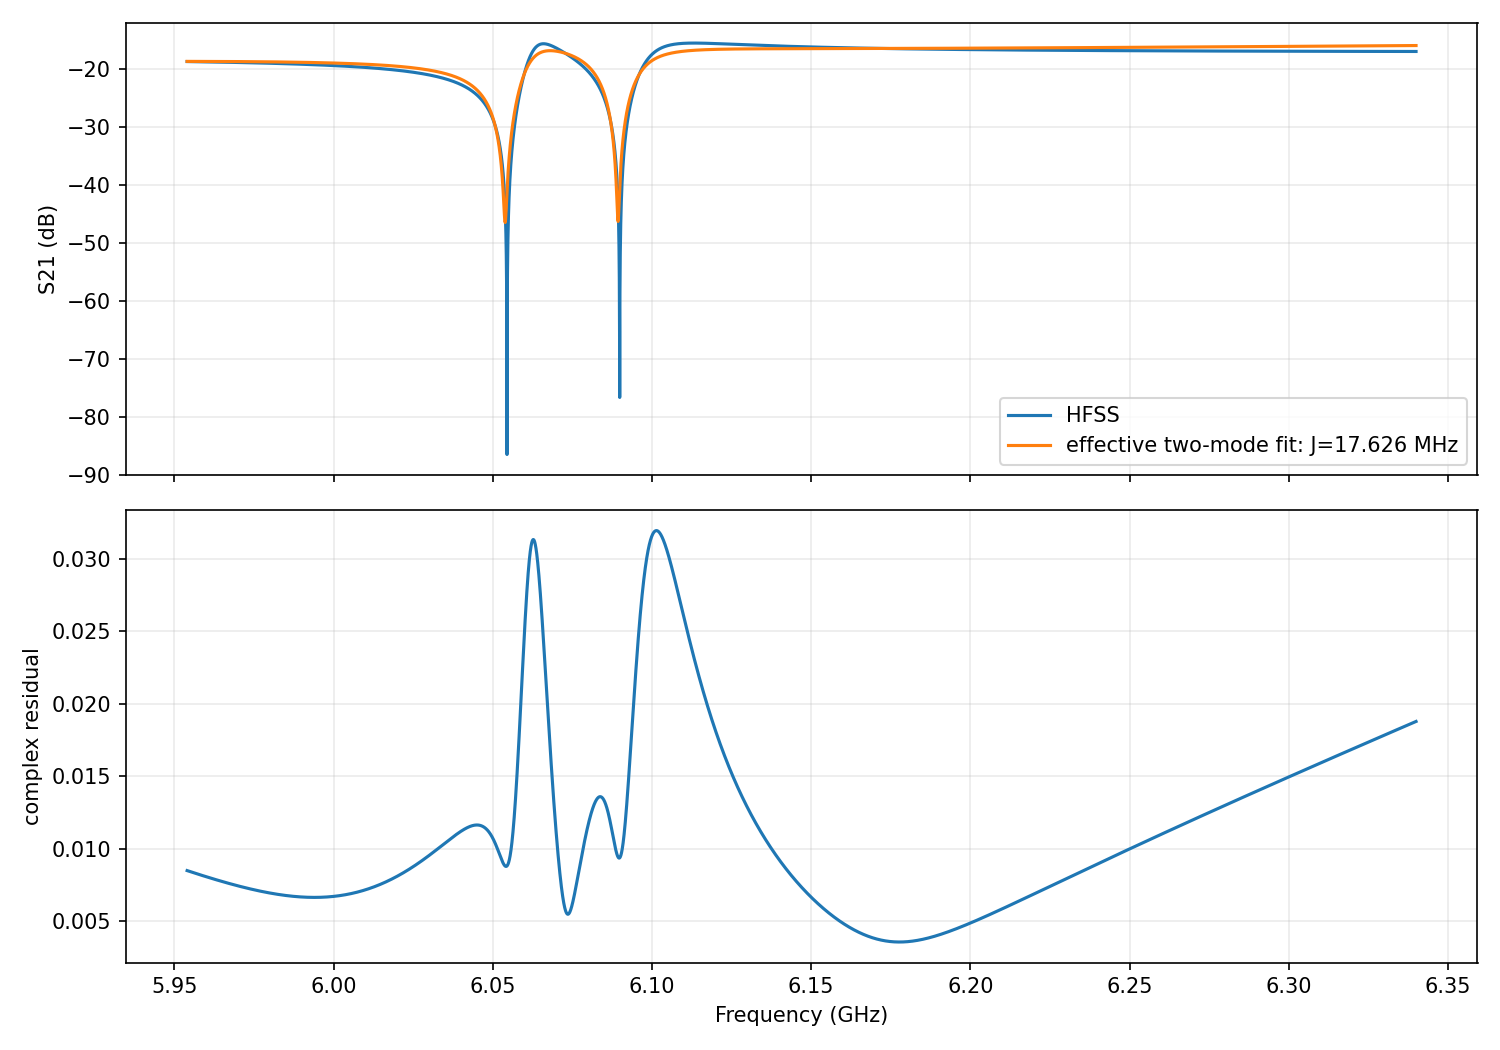 −20
−30
−40
−50
−60
−70
−80
−90
S21 (dB)
HFSS
effective two-mode fit: J=17.626 MHz
0.030
0.025
0.020
0.015
0.010
0.005
complex residual
5.95 6.00 6.05 6.10 6.15 6.20 6.25 6.30 6.35
Frequency (GHz)